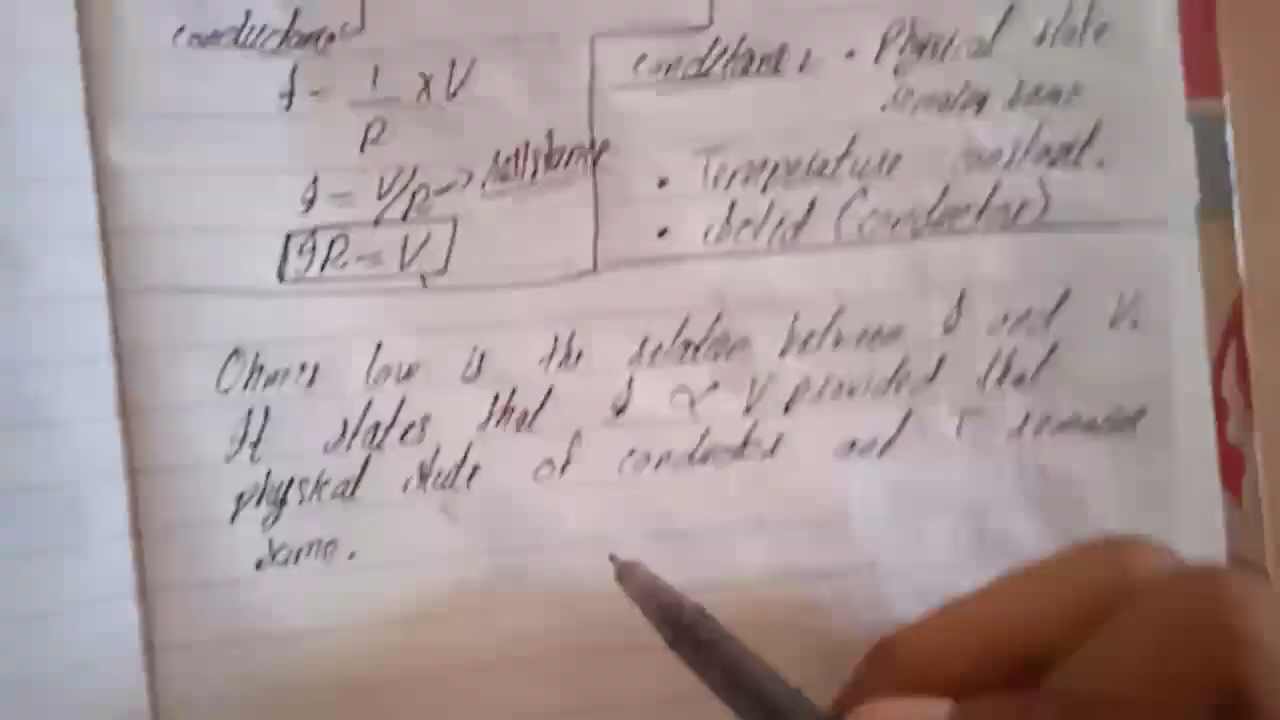 conductance
I = 1/R × V
I = V/R → resistance
IR = V
conditions • Physical state
remains same
• Temperature constant.
• solid (conductor)
Ohm's law is the relation between I and V.
It states that I ∝ V provided that
physical state of conductor and T remains
same.